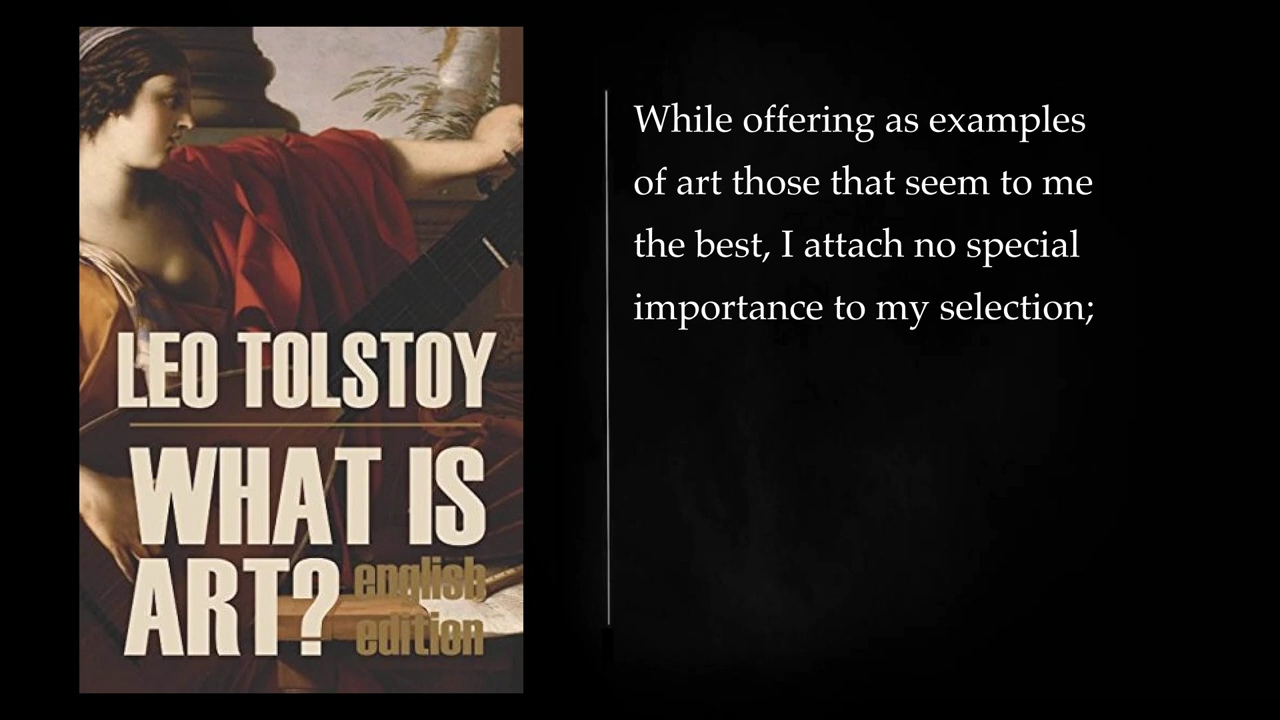 LEO TOLSTOY
WHAT IS
ART?
english
edition
While offering as examples
of art those that seem to me
the best, I attach no special
importance to my selection;